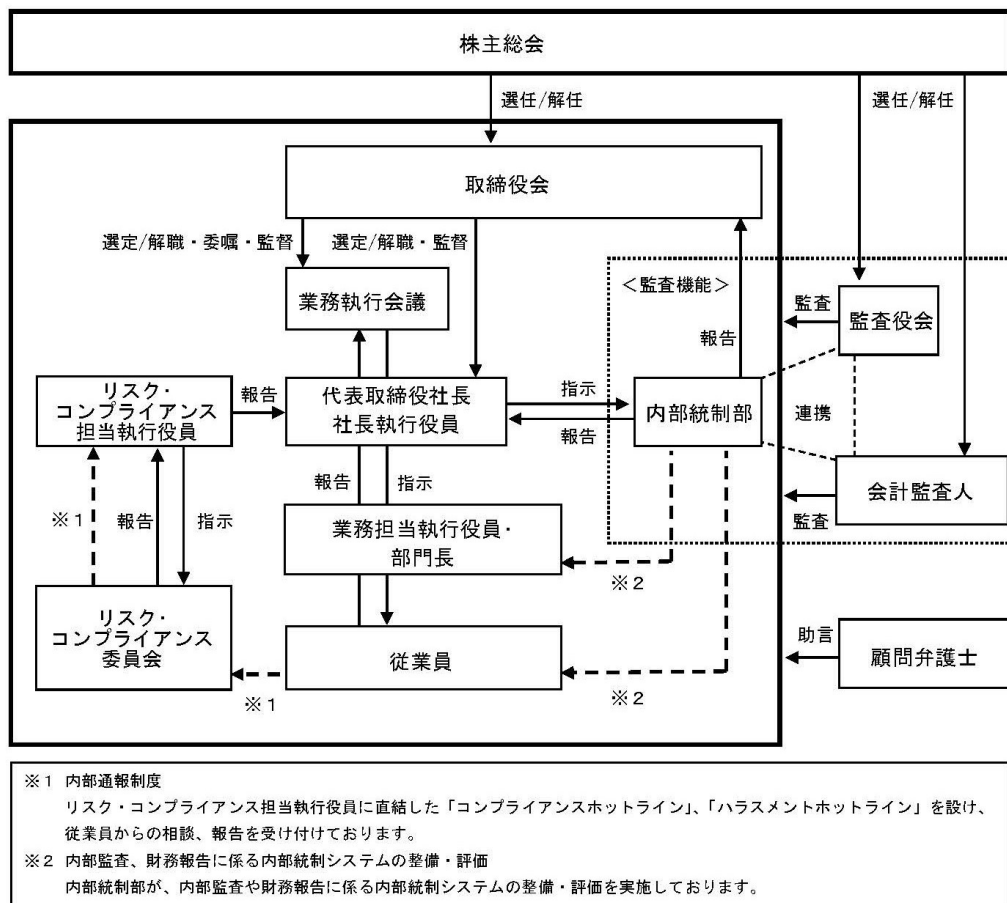 株主総会
選任/解任
選任/解任
取締役会
選定/解職・委嘱・監督
選定/解職・監督
＜監査機能＞
業務執行会議
監査
監査役会
報告
リスク・
コンプライアンス
担当執行役員
報告
代表取締役社長
社長執行役員
指示
報告
内部統制部
連携
会計監査人
監査
※1
報告
指示
報告
指示
業務担当執行役員・
部門長
※2
リスク・
コンプライアンス
委員会
※1
従業員
※2
助言
顧問弁護士
※1 内部通報制度
リスク・コンプライアンス担当執行役員に直結した「コンプライアンスホットライン」、「ハラスメントホットライン」を設け、
従業員からの相談、報告を受け付けております。
※2 内部監査、財務報告に係る内部統制システムの整備・評価
内部統制部が、内部監査や財務報告に係る内部統制システムの整備・評価を実施しております。